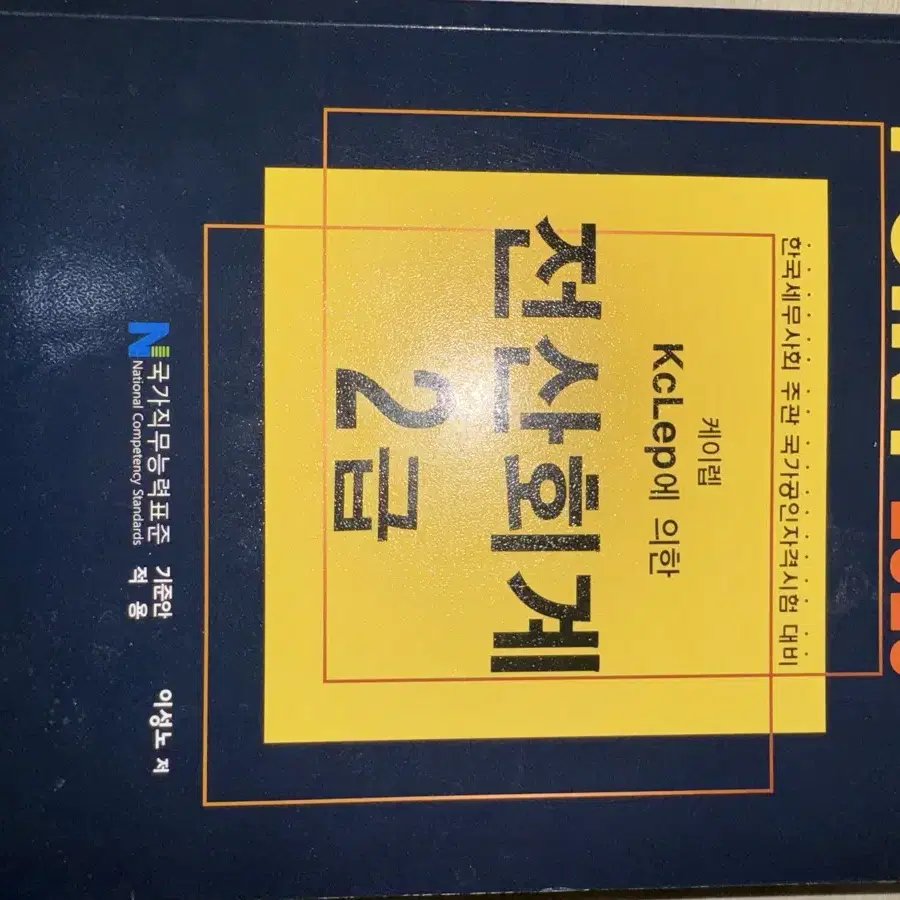 한국세무사회 주관 국가공인자격시험 대비
케이렙
KcLep에 의한
전산회계
2급
국가직무능력표준 기준안
National Competency Standards 적 용
이성노 저